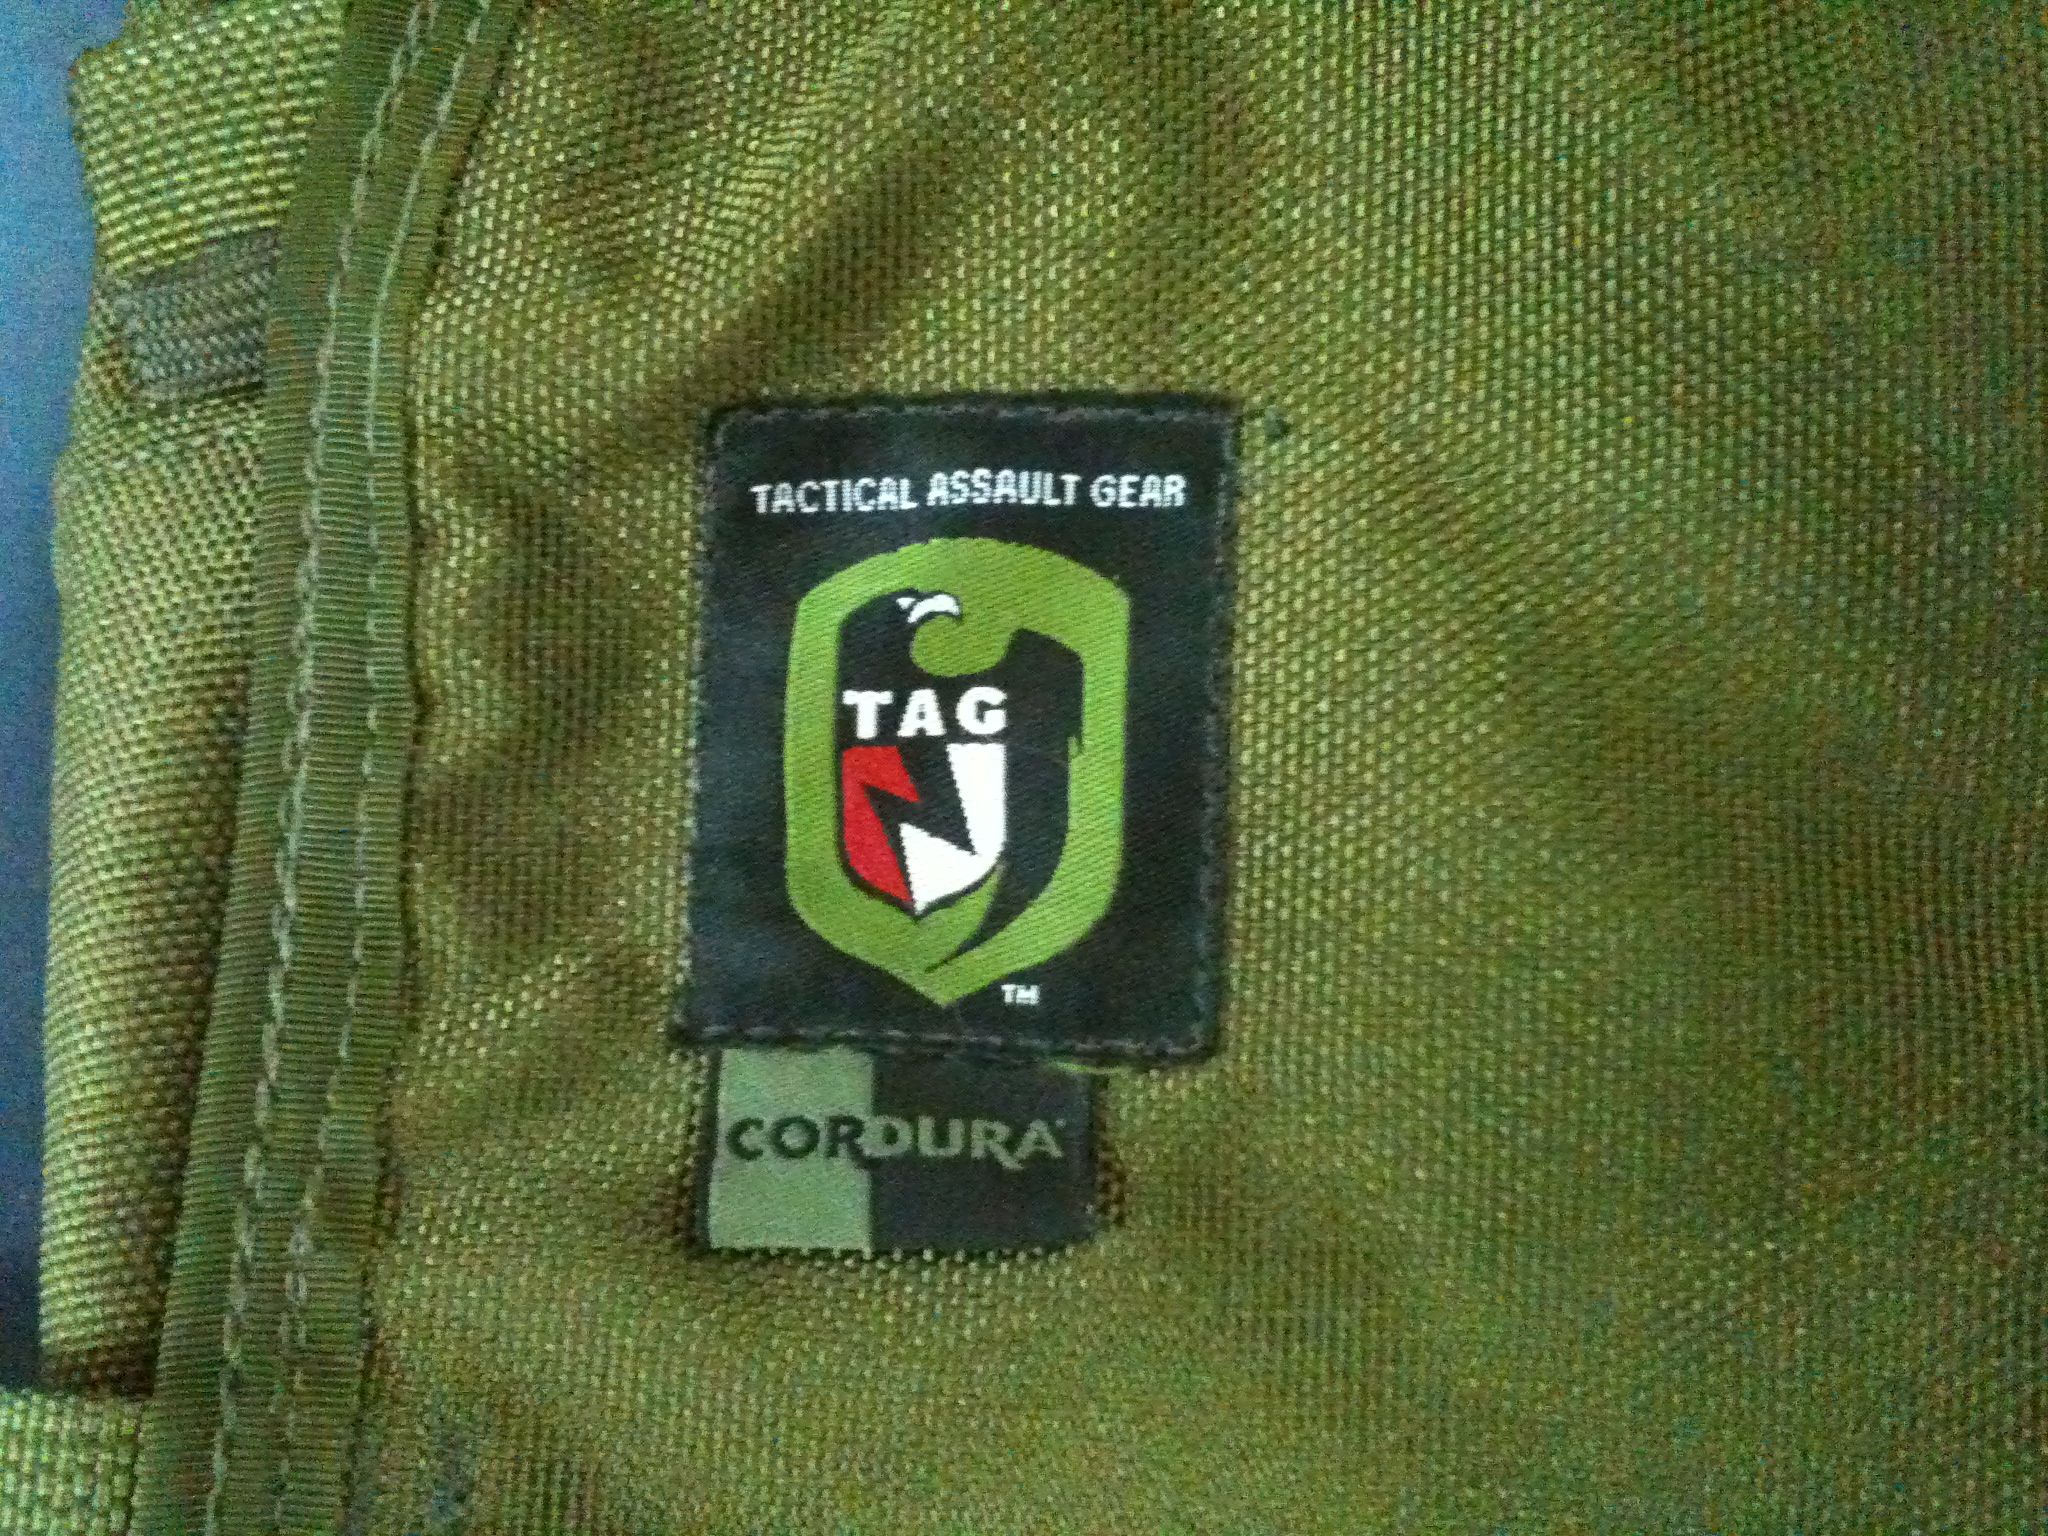 TACTICAL ASSAULT GEAR
TAG
TM
CORDURA